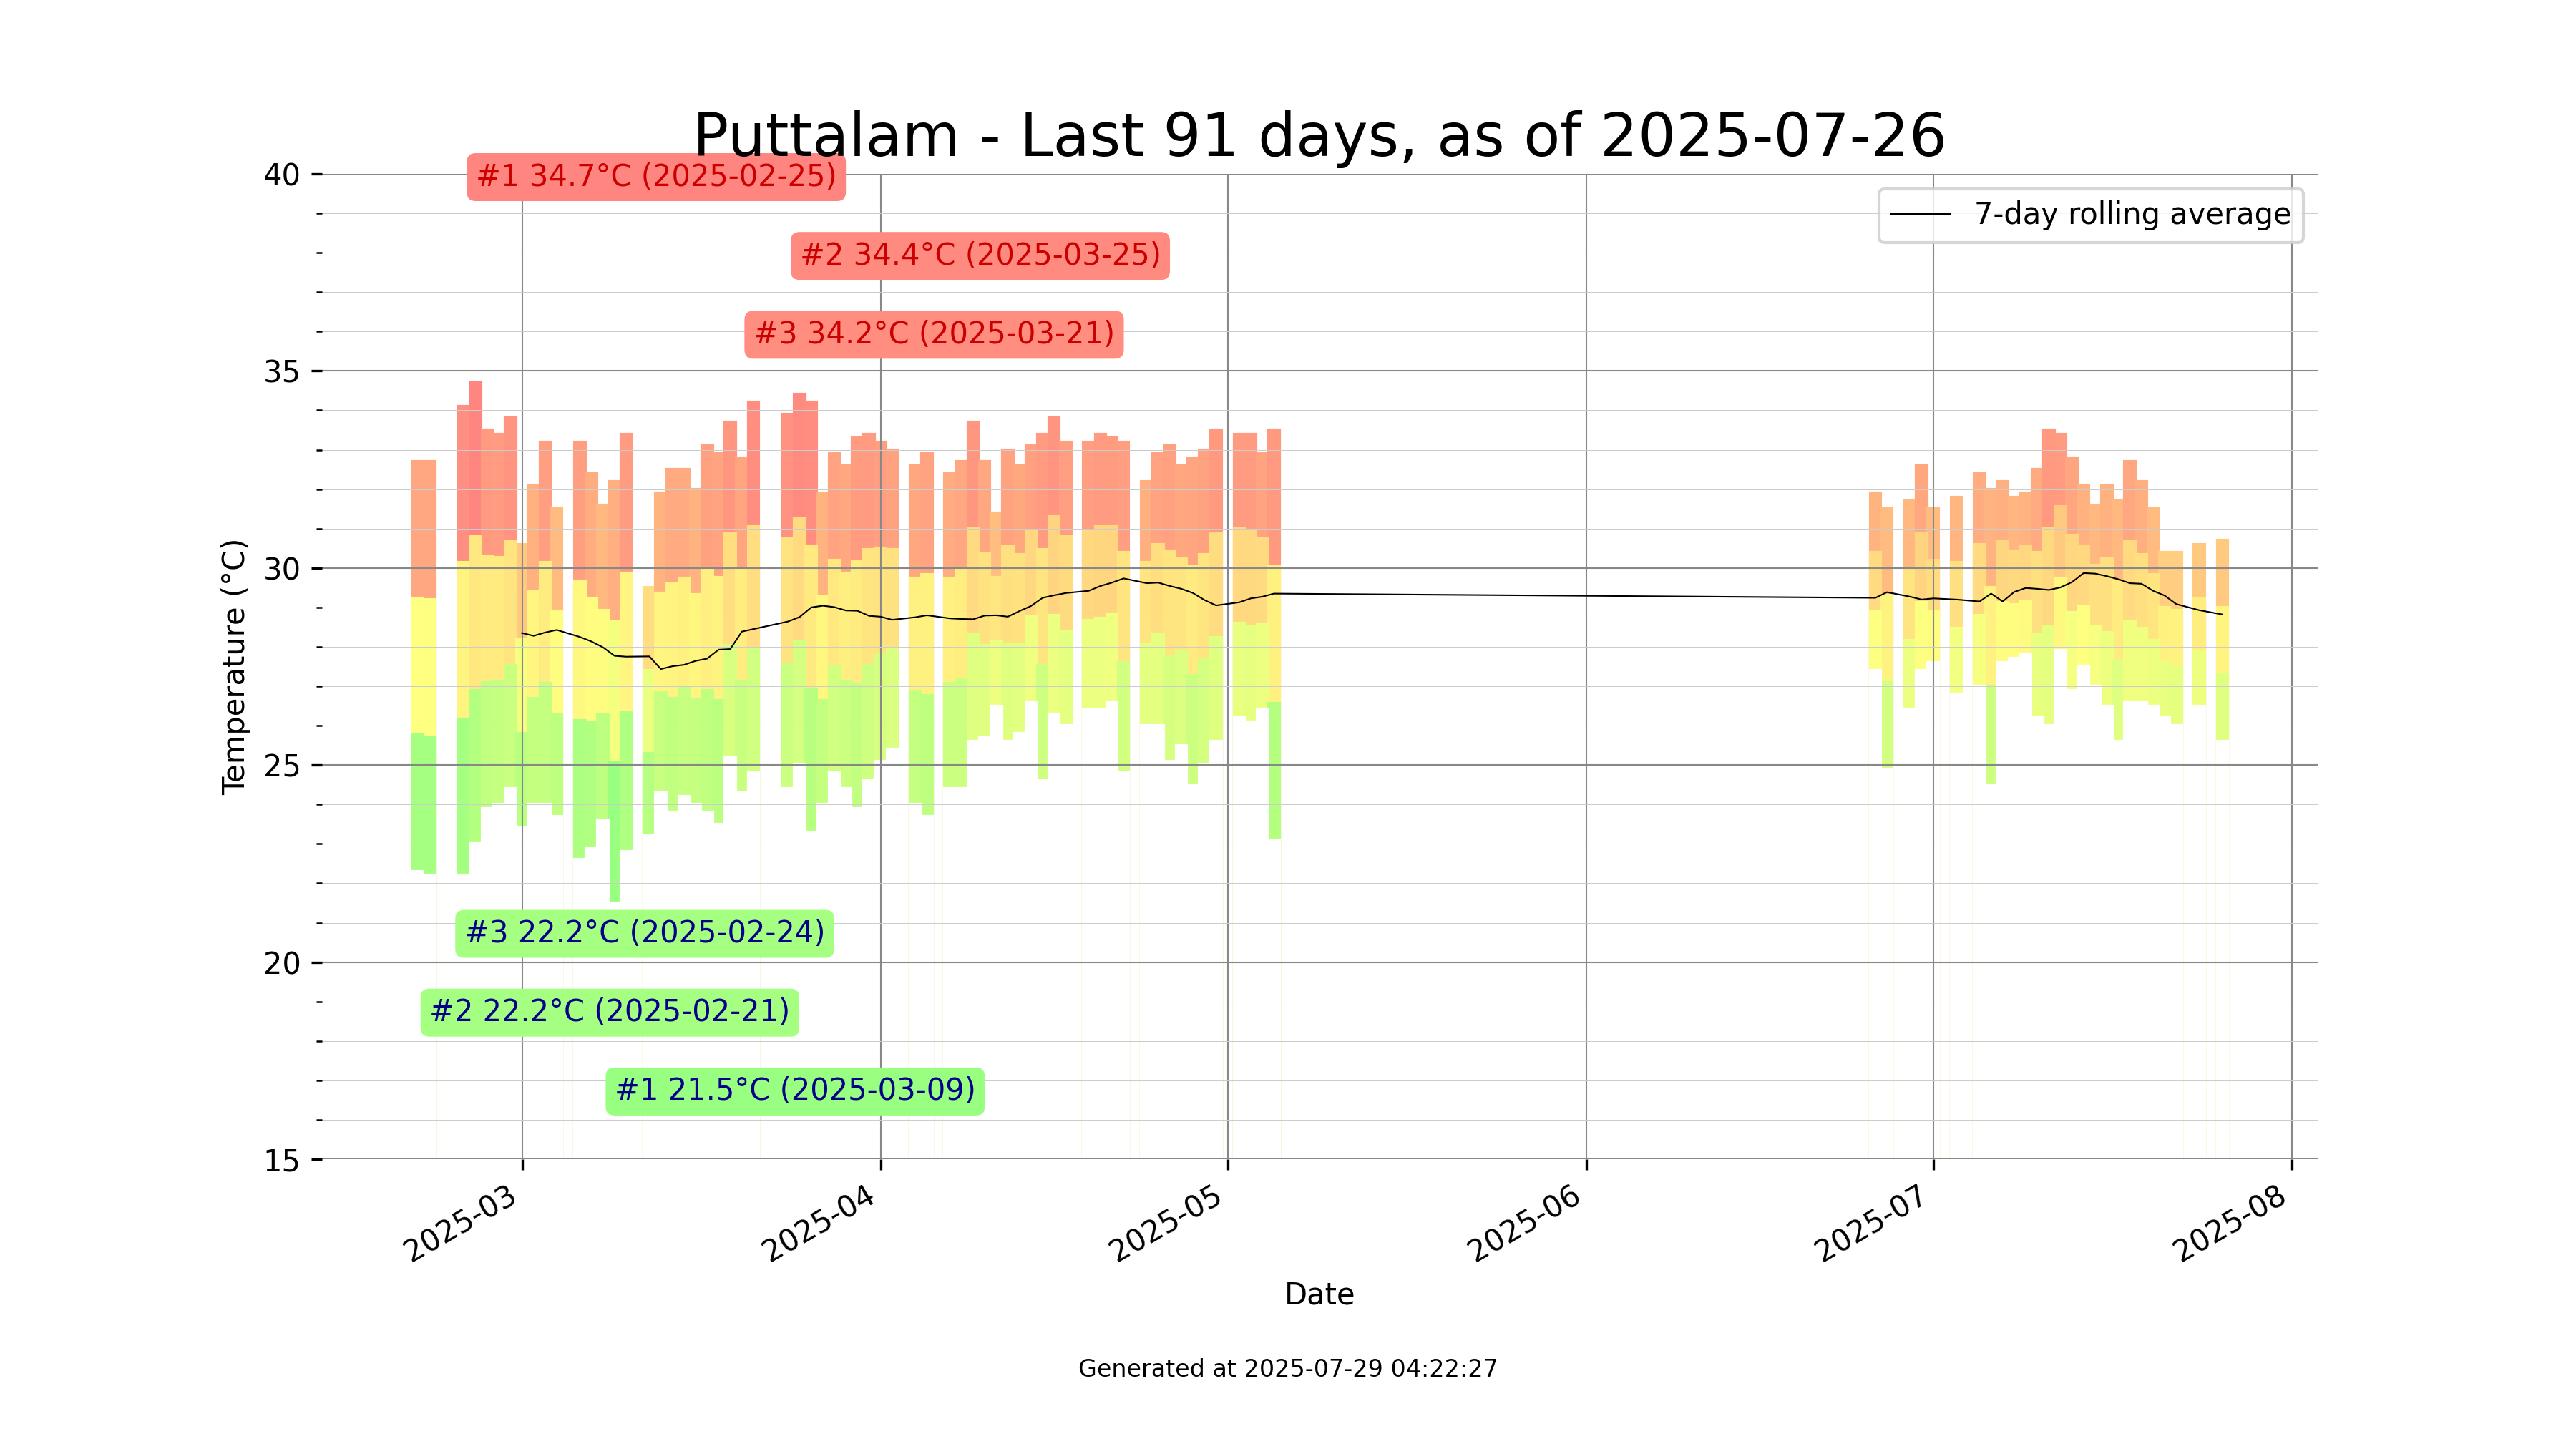 Puttalam - Last 91 days, as of 2025-07-26
#1 34.7°C (2025-02-25)
#2 34.4°C (2025-03-25)
#3 34.2°C (2025-03-21)
7-day rolling average
40
35
30
25
20
15
Temperature (°C)
#3 22.2°C (2025-02-24)
#2 22.2°C (2025-02-21)
#1 21.5°C (2025-03-09)
2025-03
2025-04
2025-05
2025-06
2025-07
2025-08
Date
Generated at 2025-07-29 04:22:27